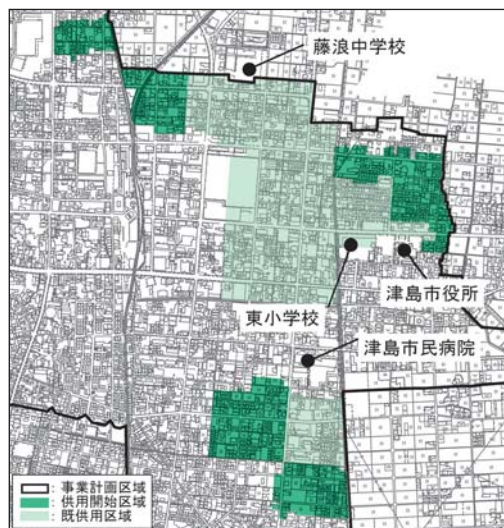 藤浪中学校
津島市役所
東小学校
津島市民病院
：事業計画区域
：供用開始区域
：既供用区域